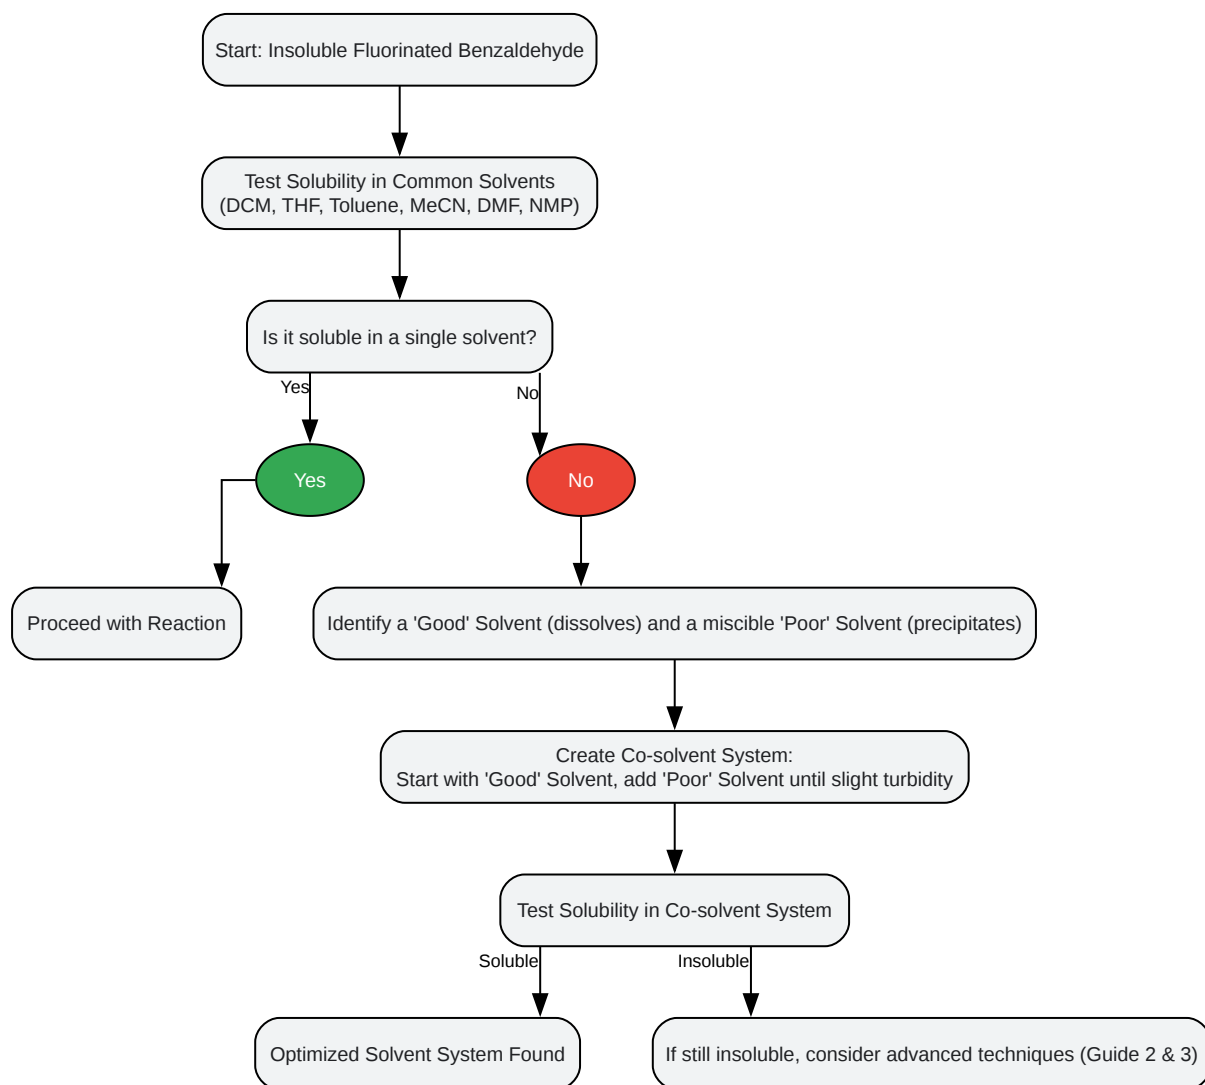 Start: Insoluble Fluorinated Benzaldehyde
Test Solubility in Common Solvents
(DCM, THF, Toluene, MeCN, DMF, NMP)
Is it soluble in a single solvent?
Yes
No
Yes
No
Proceed with Reaction
Identify a 'Good' Solvent (dissolves) and a miscible 'Poor' Solvent (precipitates)
Create Co-solvent System:
Start with 'Good' Solvent, add 'Poor' Solvent until slight turbidity
Test Solubility in Co-solvent System
Soluble
Insoluble
Optimized Solvent System Found
If still insoluble, consider advanced techniques (Guide 2 & 3)